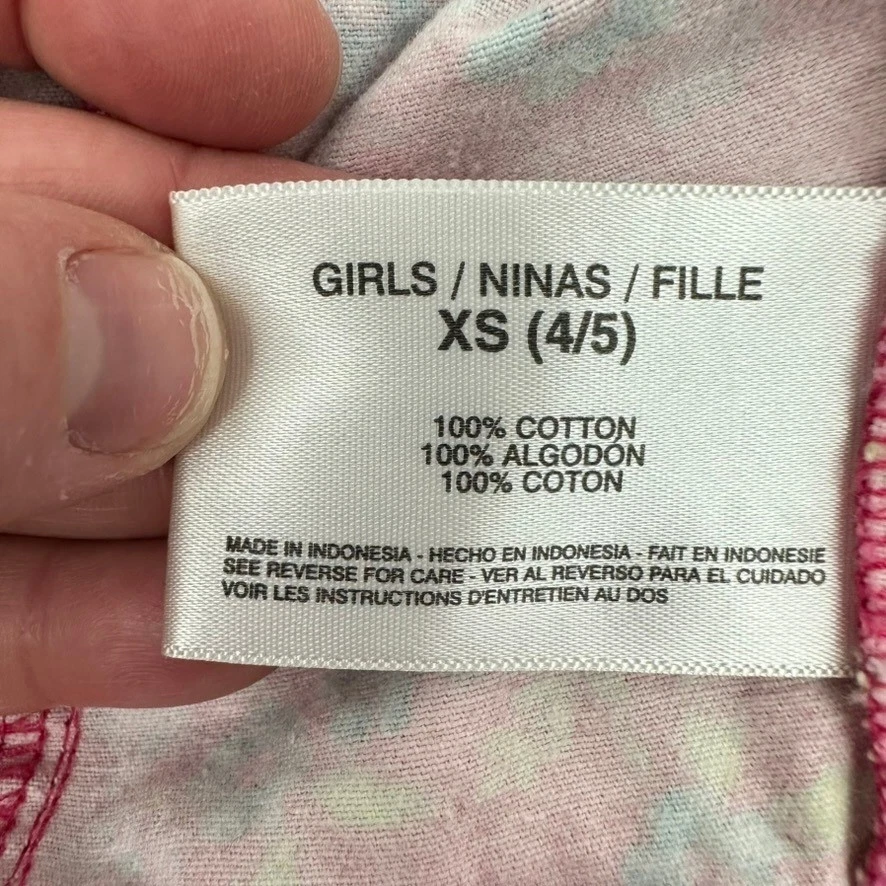 GIRLS / NINAS / FILLE
XS (4/5)
100% COTTON
100% ALGODÓN
100% COTON
MADE IN INDONESIA - HECHO EN INDONESIA - FAIT EN INDONESIE
SEE REVERSE FOR CARE - VER AL REVERSO PARA EL CUIDADO
VOIR LES INSTRUCTIONS D'ENTRETIEN AU DOS